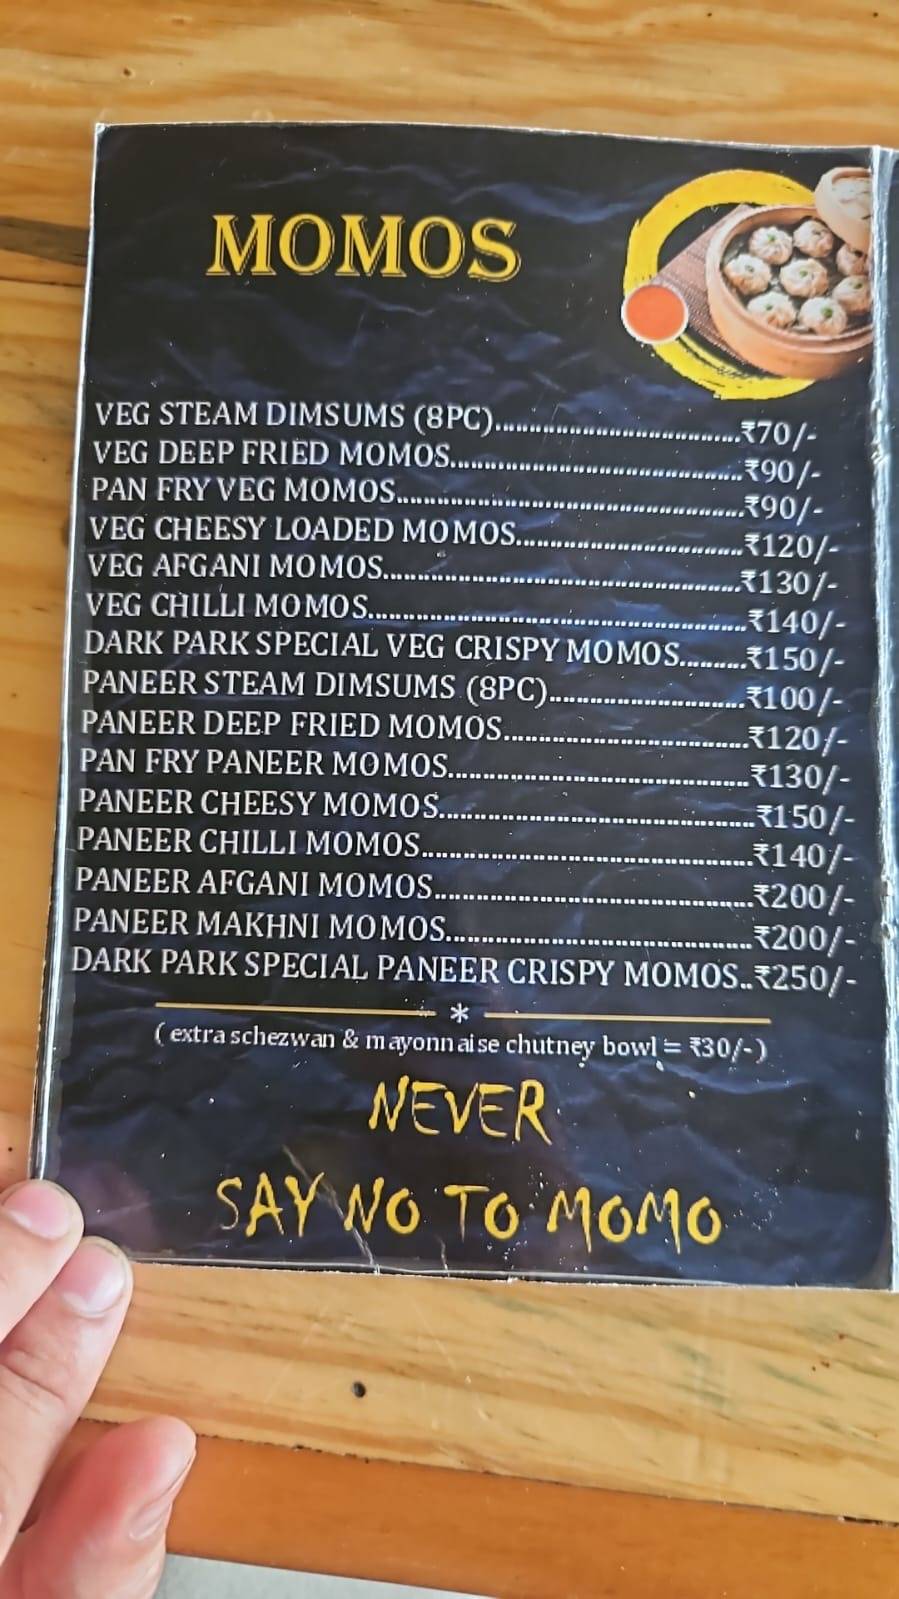 MOMOS
VEG STEAM DIMSUMS (8PC)..........₹70/-
VEG DEEP FRIED MOMOS..........₹90/-
PAN FRY VEG MOMOS..........₹90/-
VEG CHEESY LOADED MOMOS..........₹120/-
VEG AFGANI MOMOS..........₹130/-
VEG CHILLI MOMOS..........₹140/-
DARK PARK SPECIAL VEG CRISPY MOMOS.........₹150/-
PANEER STEAM DIMSUMS (8PC)..........₹100/-
PANEER DEEP FRIED MOMOS..........₹120/-
PAN FRY PANEER MOMOS..........₹130/-
PANEER CHEESY MOMOS..........₹150/-
PANEER CHILLI MOMOS..........₹140/-
PANEER AFGANI MOMOS..........₹200/-
PANEER MAKHNI MOMOS..........₹200/-
DARK PARK SPECIAL PANEER CRISPY MOMOS..₹250/-
*
( extra schezwan & mayonnaise chutney bowl = ₹30/- )
NEVER
SAY NO TO MOMO